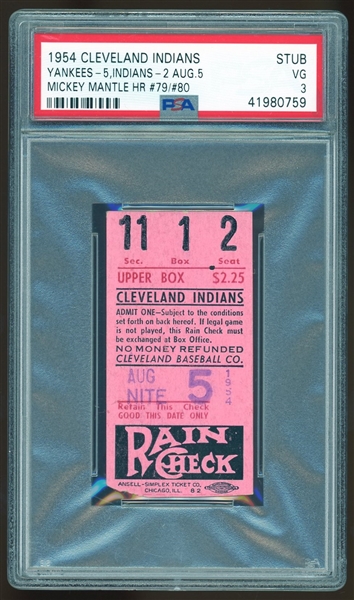 1954 CLEVELAND INDIANS STUB
YANKEES-5,INDIANS-2 AUG.5 VG
MICKEY MANTLE HR #79/#80 3
PSA 41980759
11 1 2
Sec. Box Seat
UPPER BOX $2.25
CLEVELAND INDIANS
ADMIT ONE—Subject to the conditions
set forth on back hereof. If legal game
is not played, this Rain Check must be
exchanged at Box Office.
NO MONEY REFUNDED
CLEVELAND BASEBALL CO.
AUG 5 1954
NITE
Retain This Check
GOOD THIS DATE ONLY
RAIN
CHECK
ANSELL-SIMPLEX TICKET CO.
CHICAGO, ILL. 82